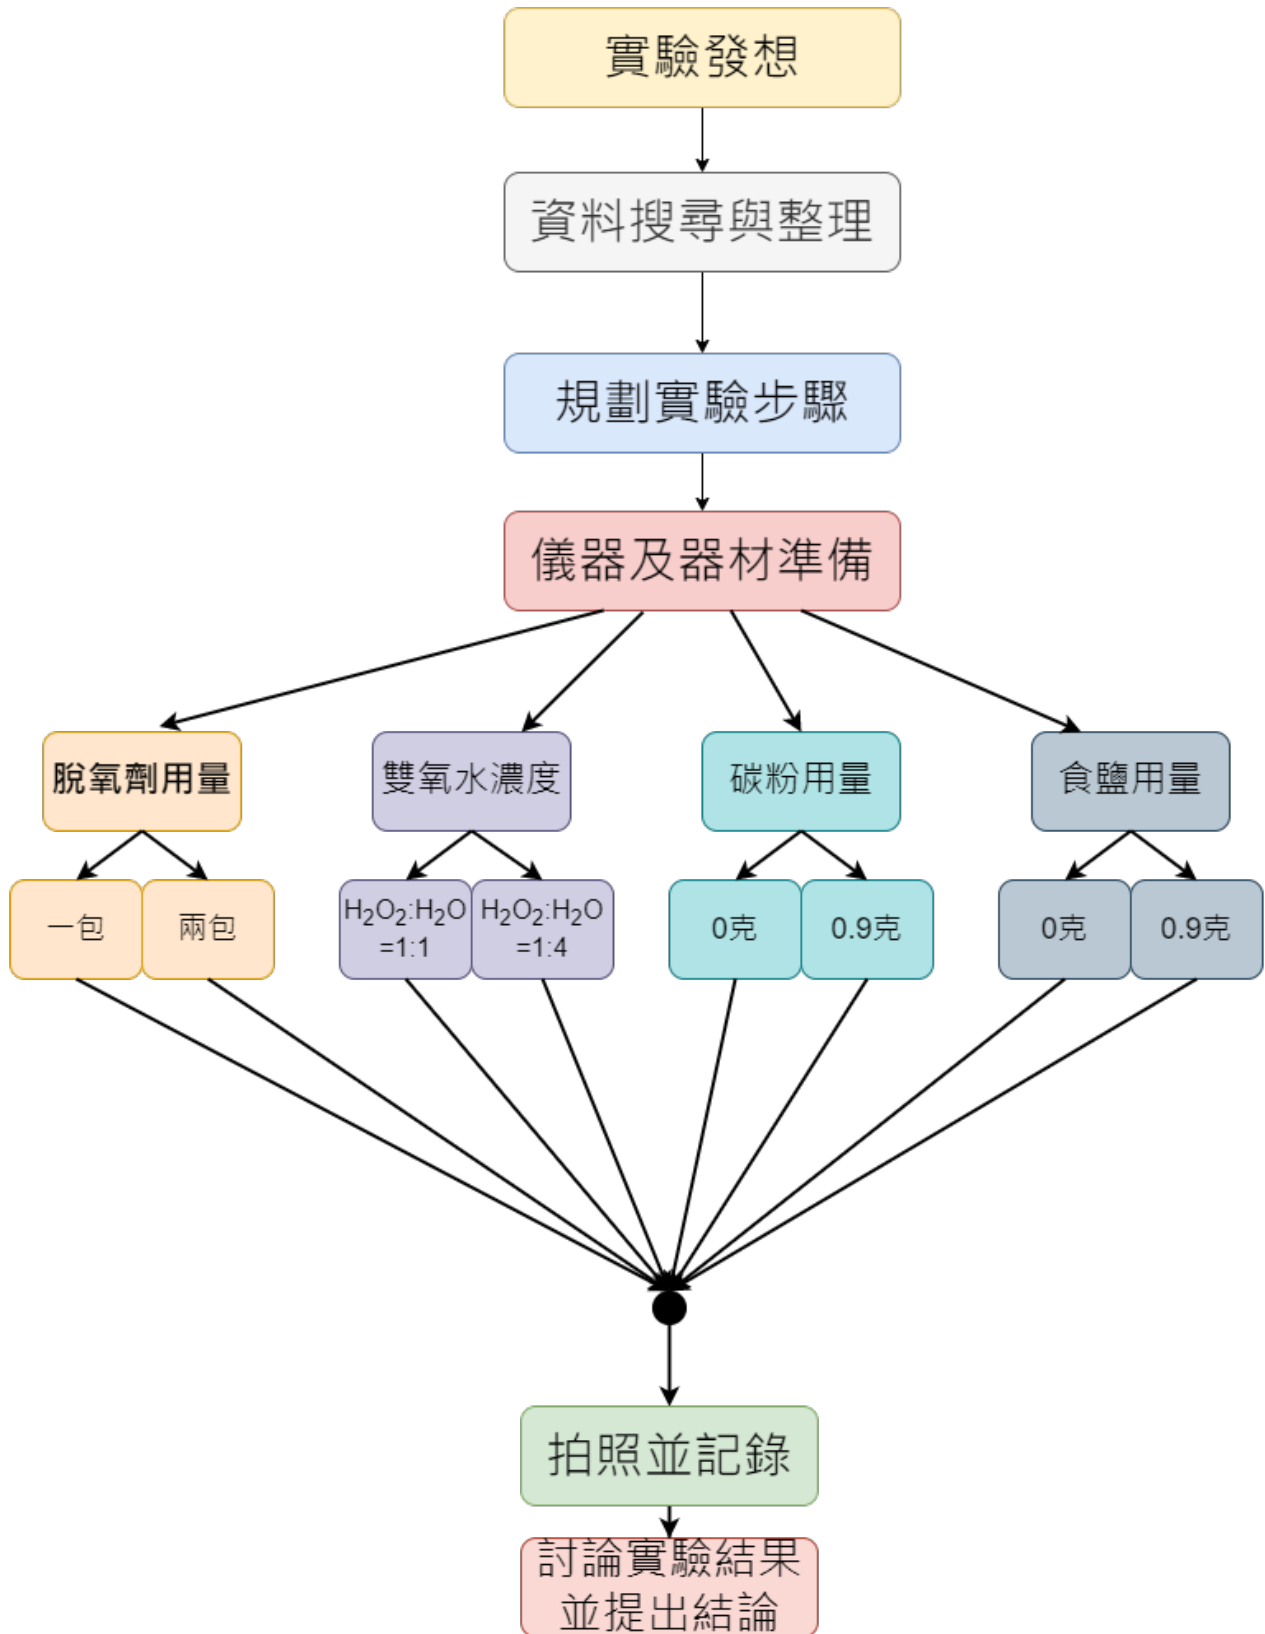 實驗發想
資料搜尋與整理
規劃實驗步驟
儀器及器材準備
脫氧劑用量
雙氧水濃度
碳粉用量
食鹽用量
一包
兩包
H₂O₂:H₂O
=1:1
H₂O₂:H₂O
=1:4
0克
0.9克
0克
0.9克
拍照並記錄
討論實驗結果
並提出結論